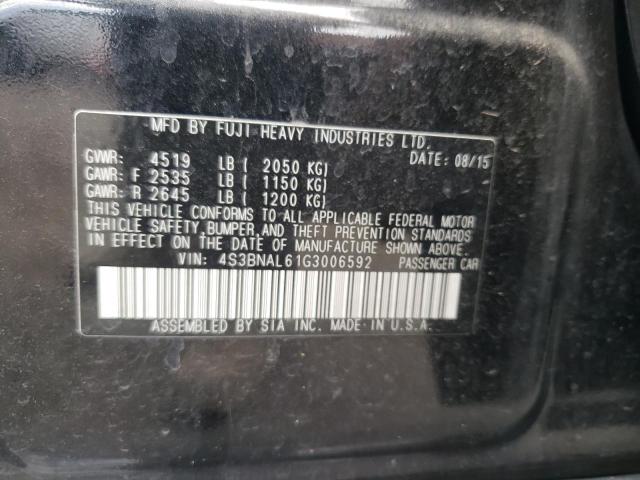 MFD BY FUJI HEAVY INDUSTRIES LTD.
DATE: 08/15
GVWR: 4519 LB ( 2050 KG)
GAWR: F 2535 LB ( 1150 KG)
GAWR: R 2645 LB ( 1200 KG)
THIS VEHICLE CONFORMS TO ALL APPLICABLE FEDERAL MOTOR
VEHICLE SAFETY, BUMPER, AND THEFT PREVENTION STANDARDS
IN EFFECT ON THE DATE OF MANUFACTURE SHOWN ABOVE.
VIN: 4S3BNAL61G3006592 PASSENGER CAR
ASSEMBLED BY SIA INC. MADE IN U.S.A.